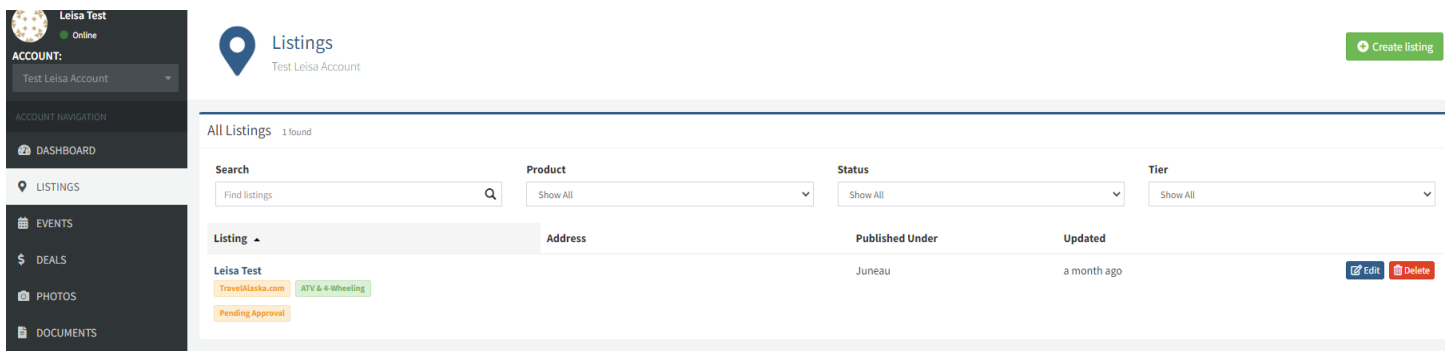 Leisa Test
Online
ACCOUNT:
Test Leisa Account
ACCOUNT NAVIGATION
DASHBOARD
LISTINGS
EVENTS
DEALS
PHOTOS
DOCUMENTS
Listings
Test Leisa Account
Create listing
All Listings 1 found
Search Product Status Tier
Find listings Show All Show All Show All
Listing Address Published Under Updated
Leisa Test Juneau a month ago Edit Delete
TravelAlaska.com ATV & 4-Wheeling
Pending Approval